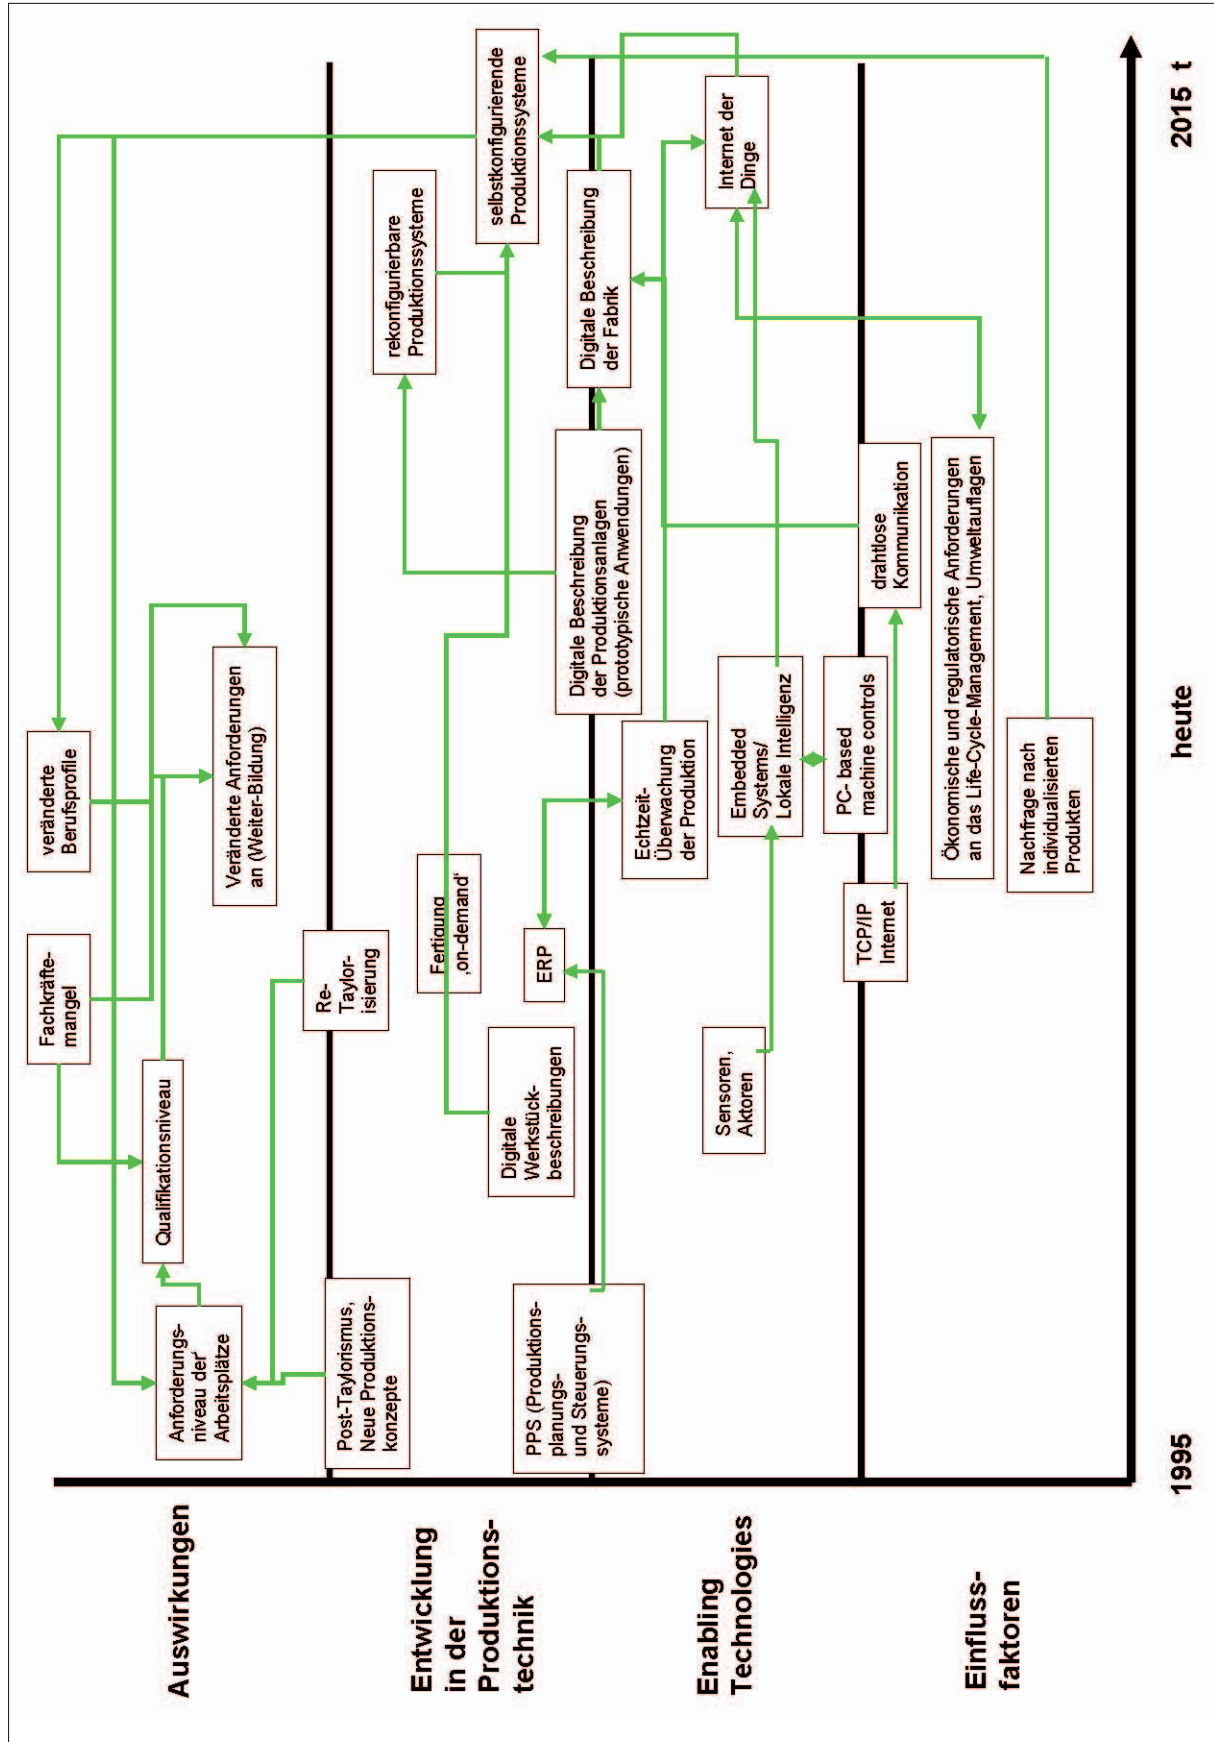 Auswirkungen
Anforderungs-
niveau der
Arbeitsplätze
Qualifikationsniveau
Fachkräfte-
mangel
veränderte
Berufsprofile
Veränderte Anforderungen
an (Weiter-Bildung)
Entwicklung
in der
Produktions-
technik
Post-Taylorismus,
Neue Produktions-
konzepte
Re-
Taylor-
isierung
Digitale
Werkstück-
beschreibungen
Fertigung
‚on-demand‘
ERP
rekonfigurierbare
Produktionssysteme
selbstkonfigurierende
Produktionssysteme
PPS (Produktions-
planungs-
und Steuerungs-
systeme)
Digitale Beschreibung
der Produktionsanlagen
(prototypische Anwendungen)
Digitale Beschreibung
der Fabrik
Enabling
Technologies
Sensoren,
Aktoren
Echtzeit-
Überwachung
der Produktion
Embedded
Systems/
Lokale Intelligenz
PC- based
machine controls
Internet der
Dinge
Einfluss-
faktoren
TCP/IP
Internet
drahtlose
Kommunikation
Ökonomische und regulatorische Anforderungen
an das Life-Cycle-Management, Umweltauflagen
Nachfrage nach
individualisierten
Produkten
1995
heute
2015 t